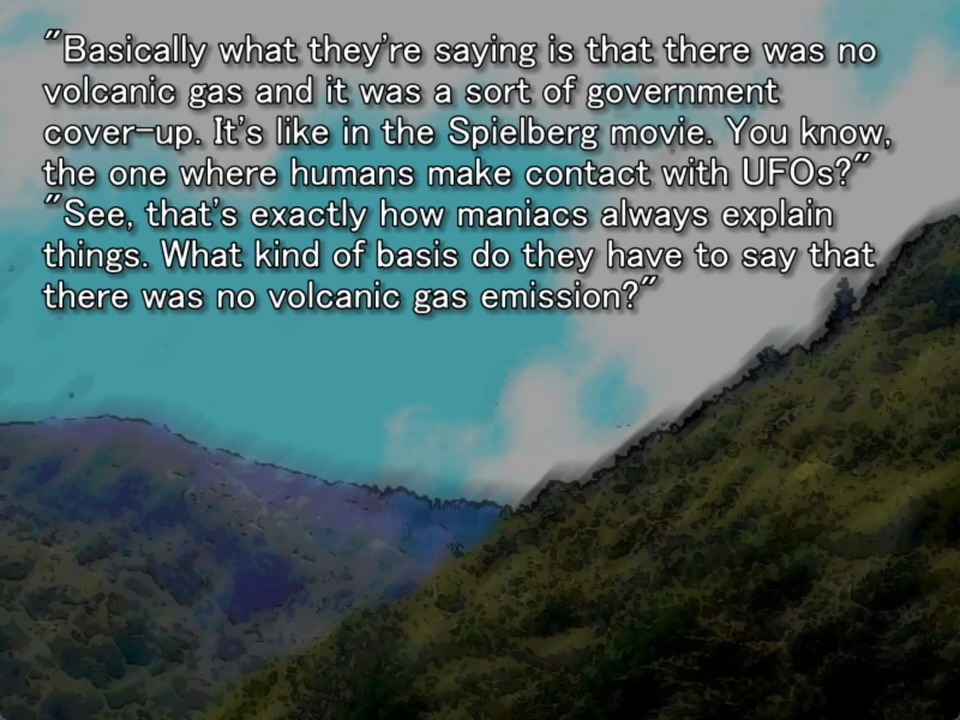 "Basically what they're saying is that there was no
volcanic gas and it was a sort of government
cover-up. It's like in the Spielberg movie. You know,
the one where humans make contact with UFOs?"
"See, that's exactly how maniacs always explain
things. What kind of basis do they have to say that
there was no volcanic gas emission?"